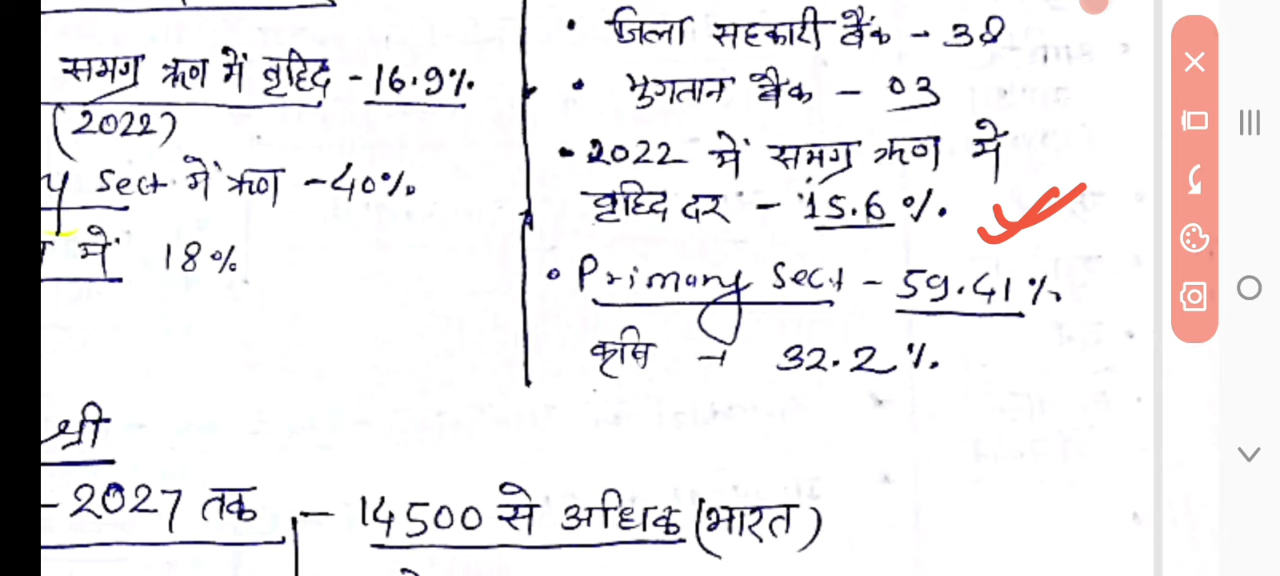 समग्र ऋण में वृद्दि - 16.9%
(2022)
y Sect. में ऋण - 40%
में 18%
• जिला सहकारी बैंक - 38
• भुगतान बैंक - 03
• 2022 में समग्र ऋण में
वृद्दि दर - 15.6%.
• Primary Sect - 59.41%.
कृषि → 32.2%.
श्री
- 2027 तक - 14500 से अधिक (भारत)